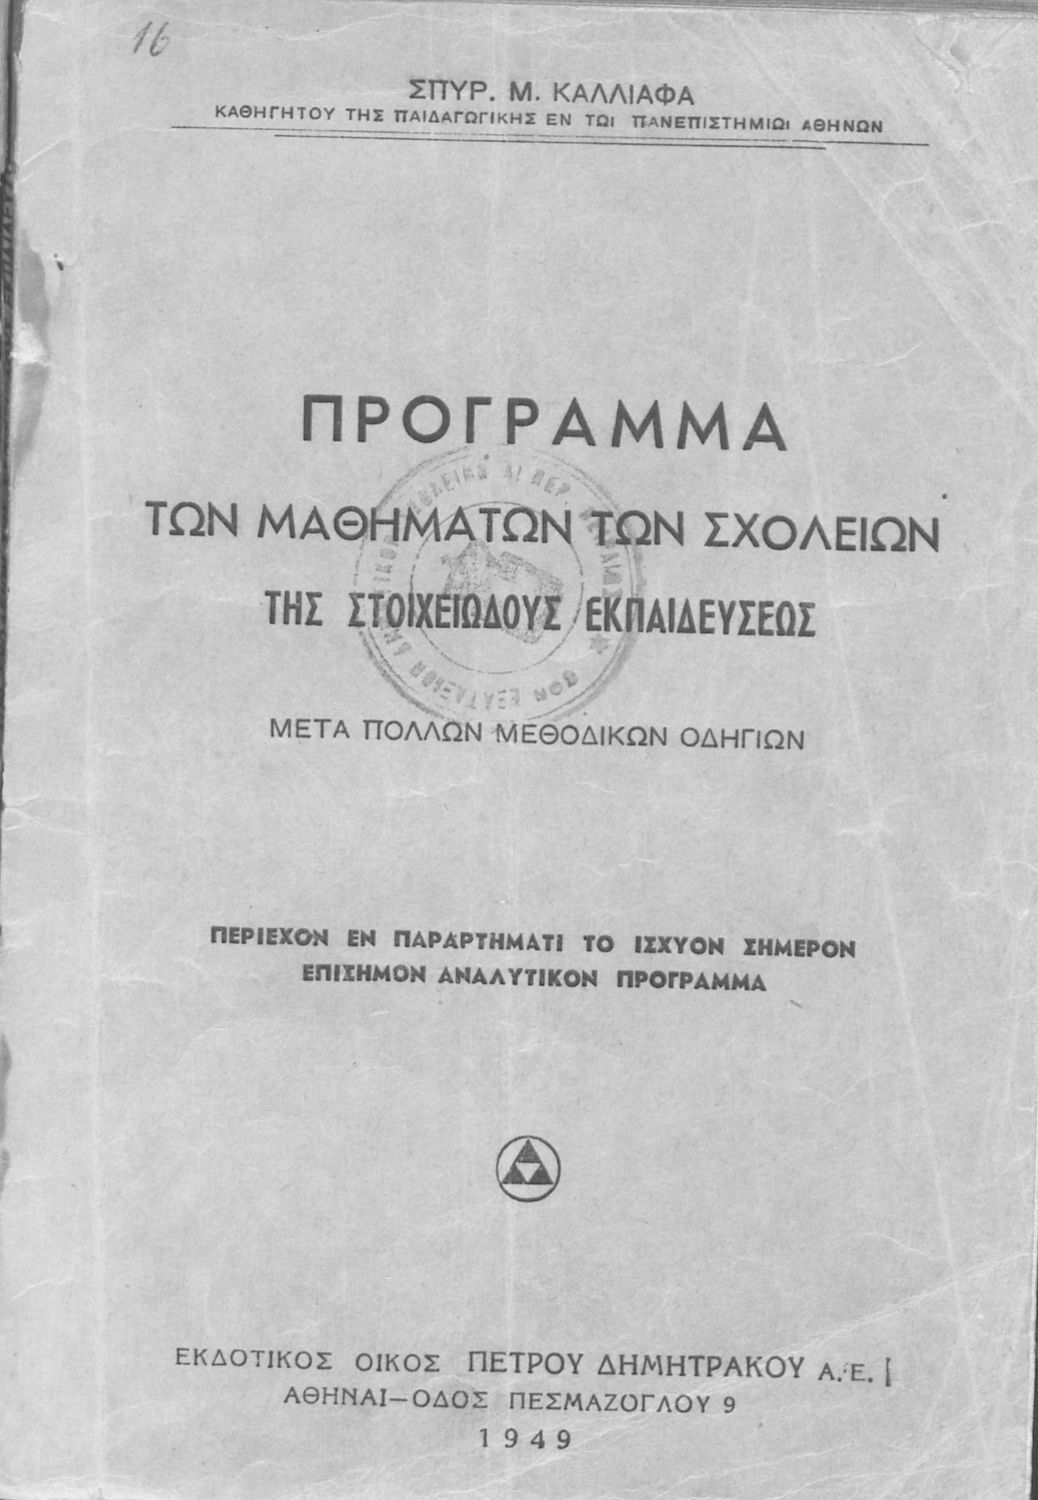 16
ΣΠΥΡ. Μ. ΚΑΛΛΙΑΦΑ
ΚΑΘΗΓΗΤΟΥ ΤΗΣ ΠΑΙΔΑΓΩΓΙΚΗΣ ΕΝ ΤΩΙ ΠΑΝΕΠΙΣΤΗΜΙΩΙ ΑΘΗΝΩΝ
ΠΡΟΓΡΑΜΜΑ
ΤΩΝ ΜΑΘΗΜΑΤΩΝ ΤΩΝ ΣΧΟΛΕΙΩΝ
ΤΗΣ ΣΤΟΙΧΕΙΩΔΟΥΣ ΕΚΠΑΙΔΕΥΣΕΩΣ
ΜΕΤΑ ΠΟΛΛΩΝ ΜΕΘΟΔΙΚΩΝ ΟΔΗΓΙΩΝ
ΠΕΡΙΕΧΟΝ ΕΝ ΠΑΡΑΡΤΗΜΑΤΙ ΤΟ ΙΣΧΥΟΝ ΣΗΜΕΡΟΝ
ΕΠΙΣΗΜΟΝ ΑΝΑΛΥΤΙΚΟΝ ΠΡΟΓΡΑΜΜΑ
ΕΚΔΟΤΙΚΟΣ ΟΙΚΟΣ ΠΕΤΡΟΥ ΔΗΜΗΤΡΑΚΟΥ Α. Ε.
ΑΘΗΝΑΙ—ΟΔΟΣ ΠΕΣΜΑΖΟΓΛΟΥ 9
1949